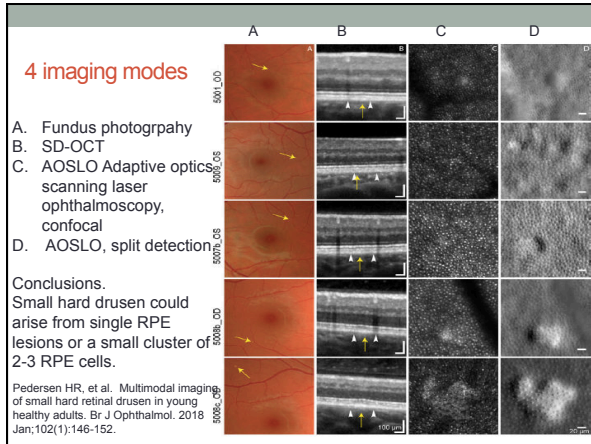 A B C D
4 imaging modes
A. Fundus photogrpahy
B. SD-OCT
C. AOSLO Adaptive optics
scanning laser
ophthalmoscopy,
confocal
D. AOSLO, split detection
Conclusions.
Small hard drusen could
arise from single RPE
lesions or a small cluster of
2-3 RPE cells.
Pedersen HR, et al. Multimodal imaging
of small hard retinal drusen in young
healthy adults. Br J Ophthalmol. 2018
Jan;102(1):146-152.
A B C D
5001_OD
5009_OS
5007b_OS
5008b_OD
5008c_OD
100 µm
20 µm